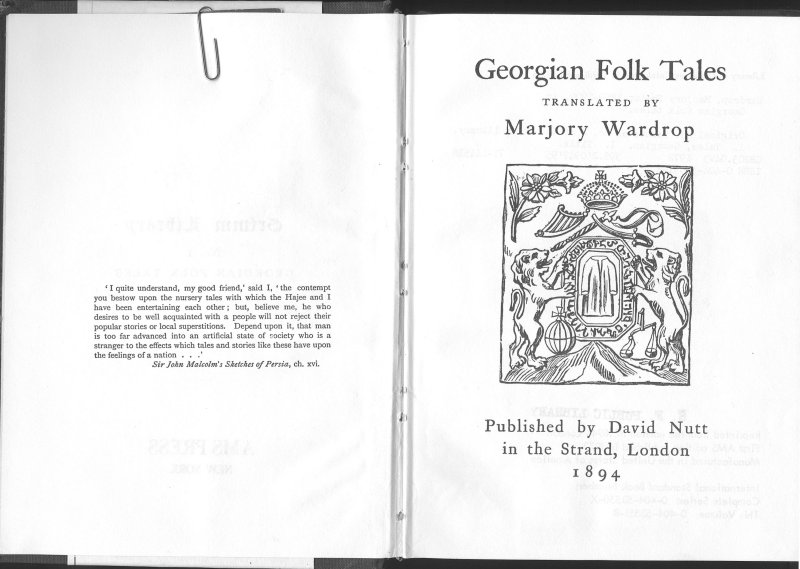 'I quite understand, my good friend,' said I, 'the contempt
you bestow upon the nursery tales with which the Hajee and I
have been entertaining each other; but, believe me, he who
desires to be well acquainted with a people will not reject their
popular stories or local superstitions. Depend upon it, that man
is too far advanced into an artificial state of society who is a
stranger to the effects which tales and stories like these have upon
the feelings of a nation . . .'
Sir John Malcolm's Sketches of Persia, ch. xvi.
Georgian Folk Tales
TRANSLATED BY
Marjory Wardrop
Published by David Nutt
in the Strand, London
1894